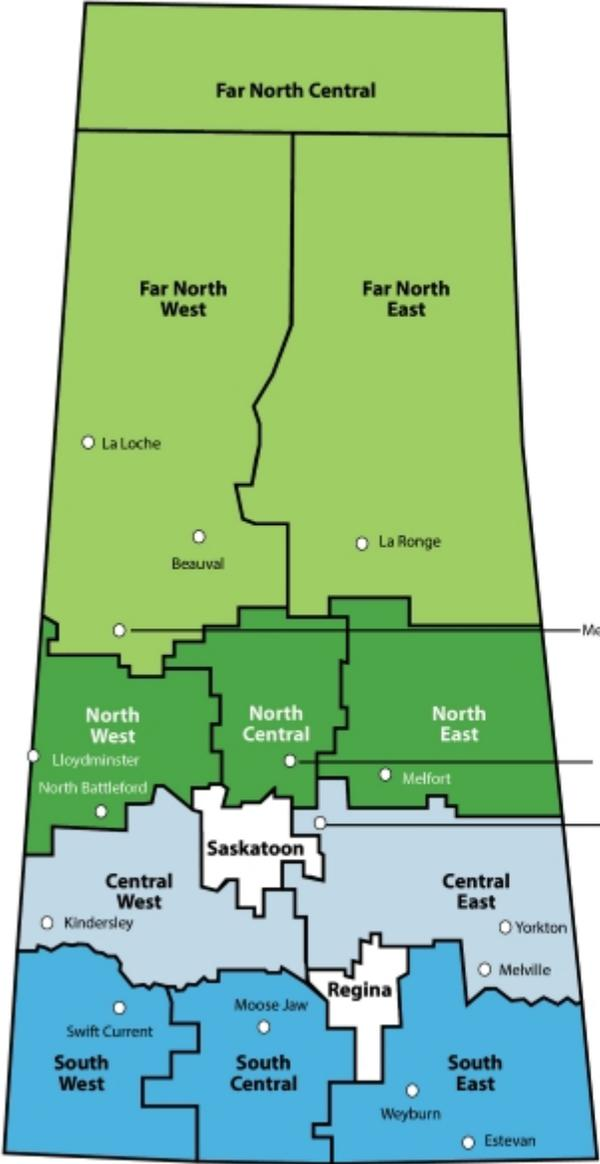 Far North Central
Far North
West
Far North
East
La Loche
Beauval
La Ronge
North
West
North
Central
North
East
Lloydminster
North Battleford
Melfort
Saskatoon
Central
West
Central
East
Kindersley
Yorkton
Melville
Regina
Moose Jaw
Swift Current
South
West
South
Central
South
East
Weyburn
Estevan